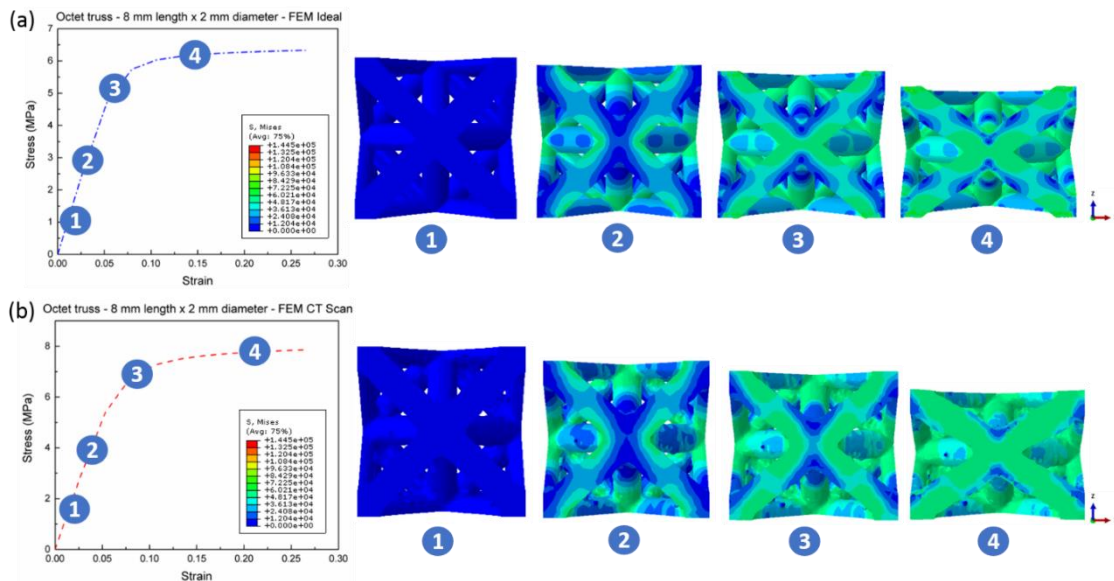 (a)
Octet truss - 8 mm length x 2 mm diameter - FEM Ideal
7
6
5
4
3
2
1
0
Stress (MPa)
1
2
3
4
S, Mises
(Avg: 75%)
+1.445e+05
+1.325e+05
+1.204e+05
+1.084e+05
+9.633e+04
+8.429e+04
+7.225e+04
+6.021e+04
+4.817e+04
+3.613e+04
+2.408e+04
+1.204e+04
+0.000e+00
0.00 0.05 0.10 0.15 0.20 0.25 0.30
Strain
1 2 3 4
z
(b)
Octet truss - 8 mm length x 2 mm diameter - FEM CT Scan
8
6
4
2
0
Stress (MPa)
1
2
3
4
S, Mises
(Avg: 75%)
+1.445e+05
+1.325e+05
+1.204e+05
+1.084e+05
+9.633e+04
+8.429e+04
+7.225e+04
+6.021e+04
+4.817e+04
+3.613e+04
+2.408e+04
+1.204e+04
+0.000e+00
0.00 0.05 0.10 0.15 0.20 0.25 0.30
Strain
1 2 3 4
z